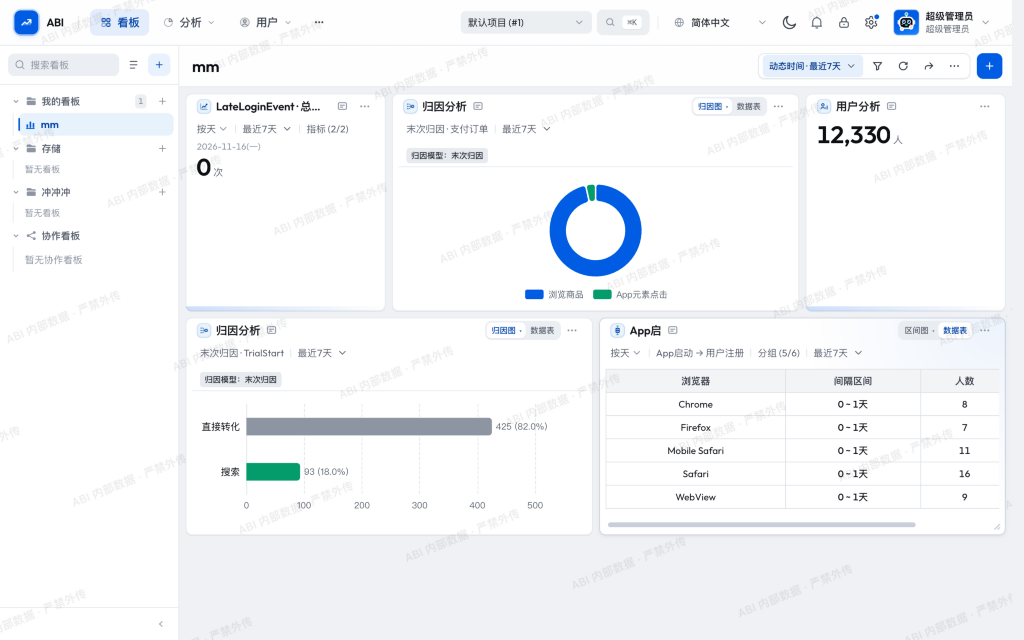 ABI
看板
分析
用户
默认项目 (#1)
⌘K
简体中文
超级管理员
超级管理员
搜索看板
mm
动态时间 · 最近7天
我的看板
1
mm
存储
暂无看板
冲冲冲
暂无看板
协作看板
暂无协作看板
LateLoginEvent · 总...
按天
最近7天
指标 (2/2)
2026-11-16(一)
0 次
归因分析
归因图
数据表
末次归因 · 支付订单
最近7天
归因模型：末次归因
浏览商品
App元素点击
用户分析
12,330 人
归因分析
归因图
数据表
末次归因 · TrialStart
最近7天
归因模型：末次归因
直接转化
425 (82.0%)
搜索
93 (18.0%)
0 100 200 300 400 500
App启
区间图
数据表
按天
App启动 → 用户注册
分组 (5/6)
最近7天
浏览器 间隔区间 人数
Chrome 0 ~ 1天 8
Firefox 0 ~ 1天 7
Mobile Safari 0 ~ 1天 11
Safari 0 ~ 1天 16
WebView 0 ~ 1天 9
ABI 内部数据 · 严禁外传